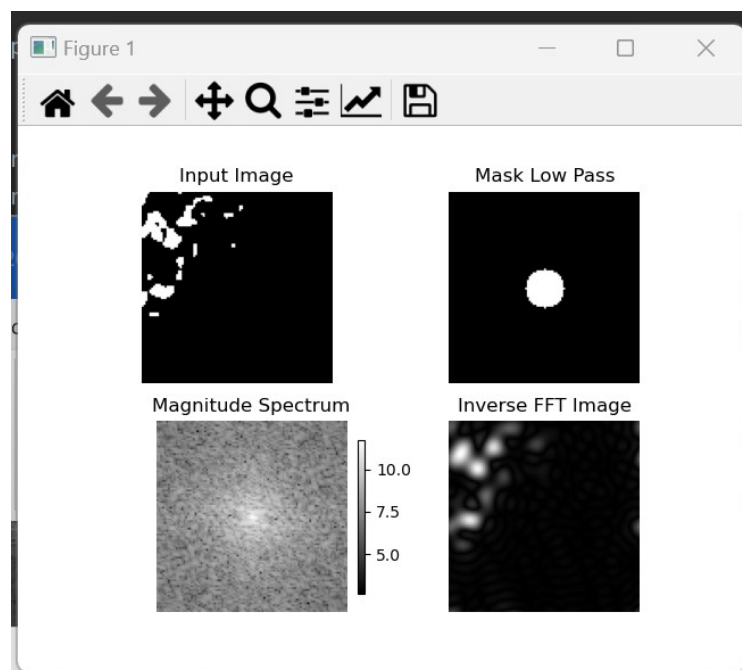 Figure 1
Input Image
Mask Low Pass
Magnitude Spectrum
Inverse FFT Image
10.0
7.5
5.0